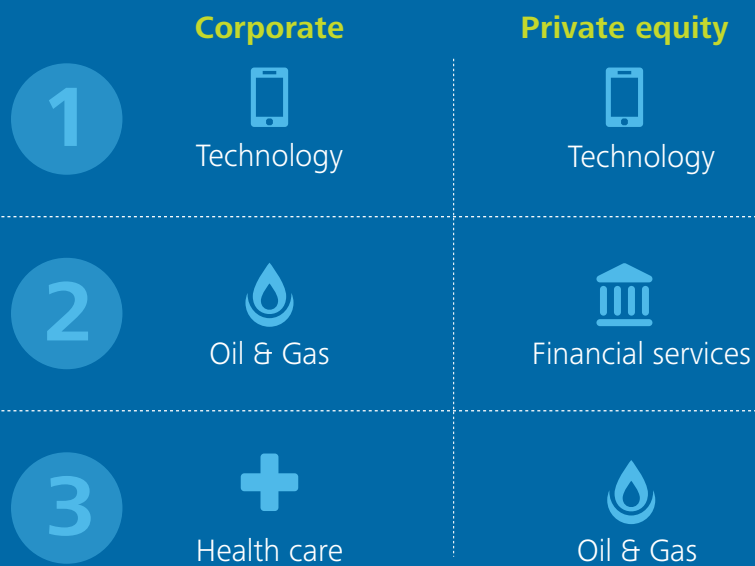 Corporate Private equity
1
Technology Technology
2
Oil & Gas Financial services
3
Health care Oil & Gas